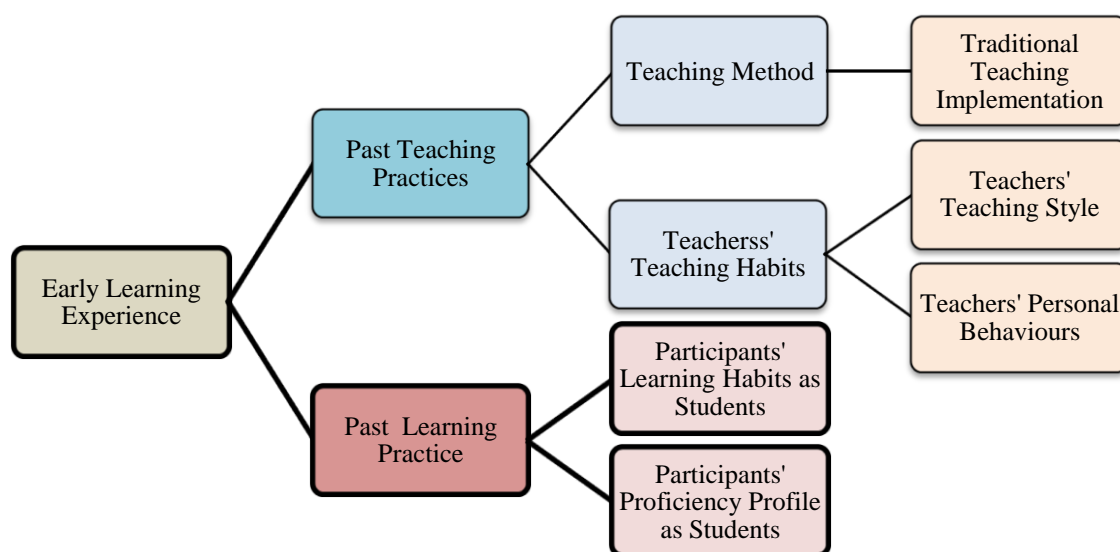 Early Learning
Experience
Past Teaching
Practices
Teaching Method
Traditional
Teaching
Implementation
Teacherss'
Teaching Habits
Teachers'
Teaching Style
Teachers' Personal
Behaviours
Past  Learning
Practice
Participants'
Learning Habits as
Students
Participants'
Proficiency Profile
as Students